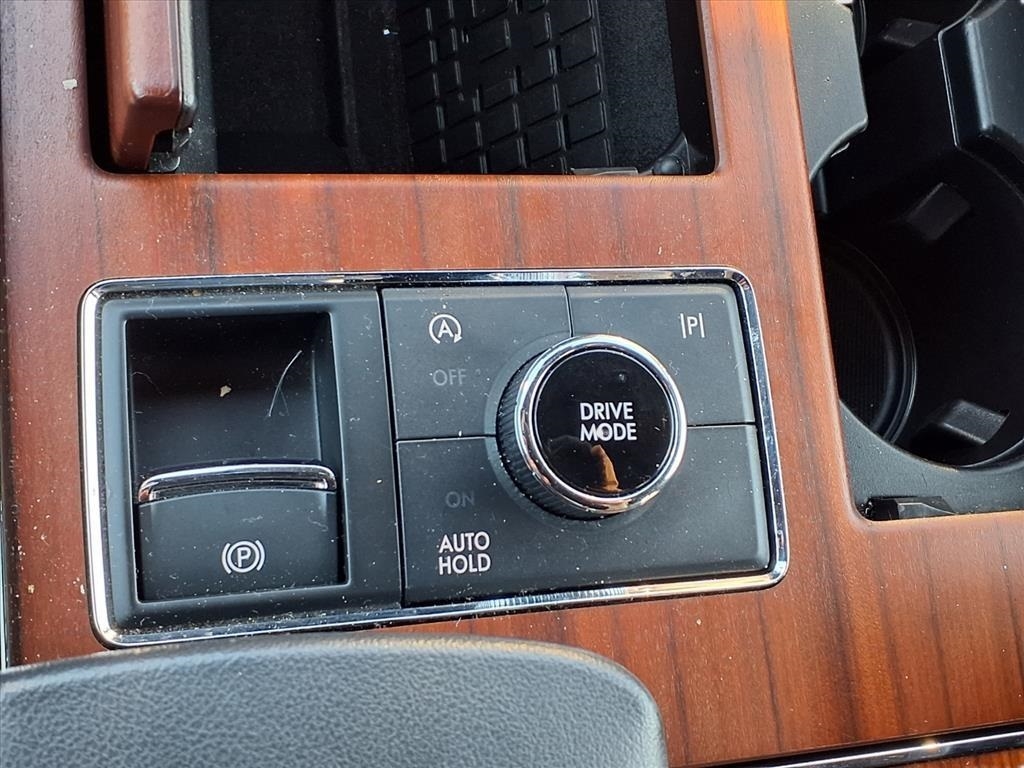 A
OFF
|P|
DRIVE
MODE
ON
AUTO
HOLD
(P)